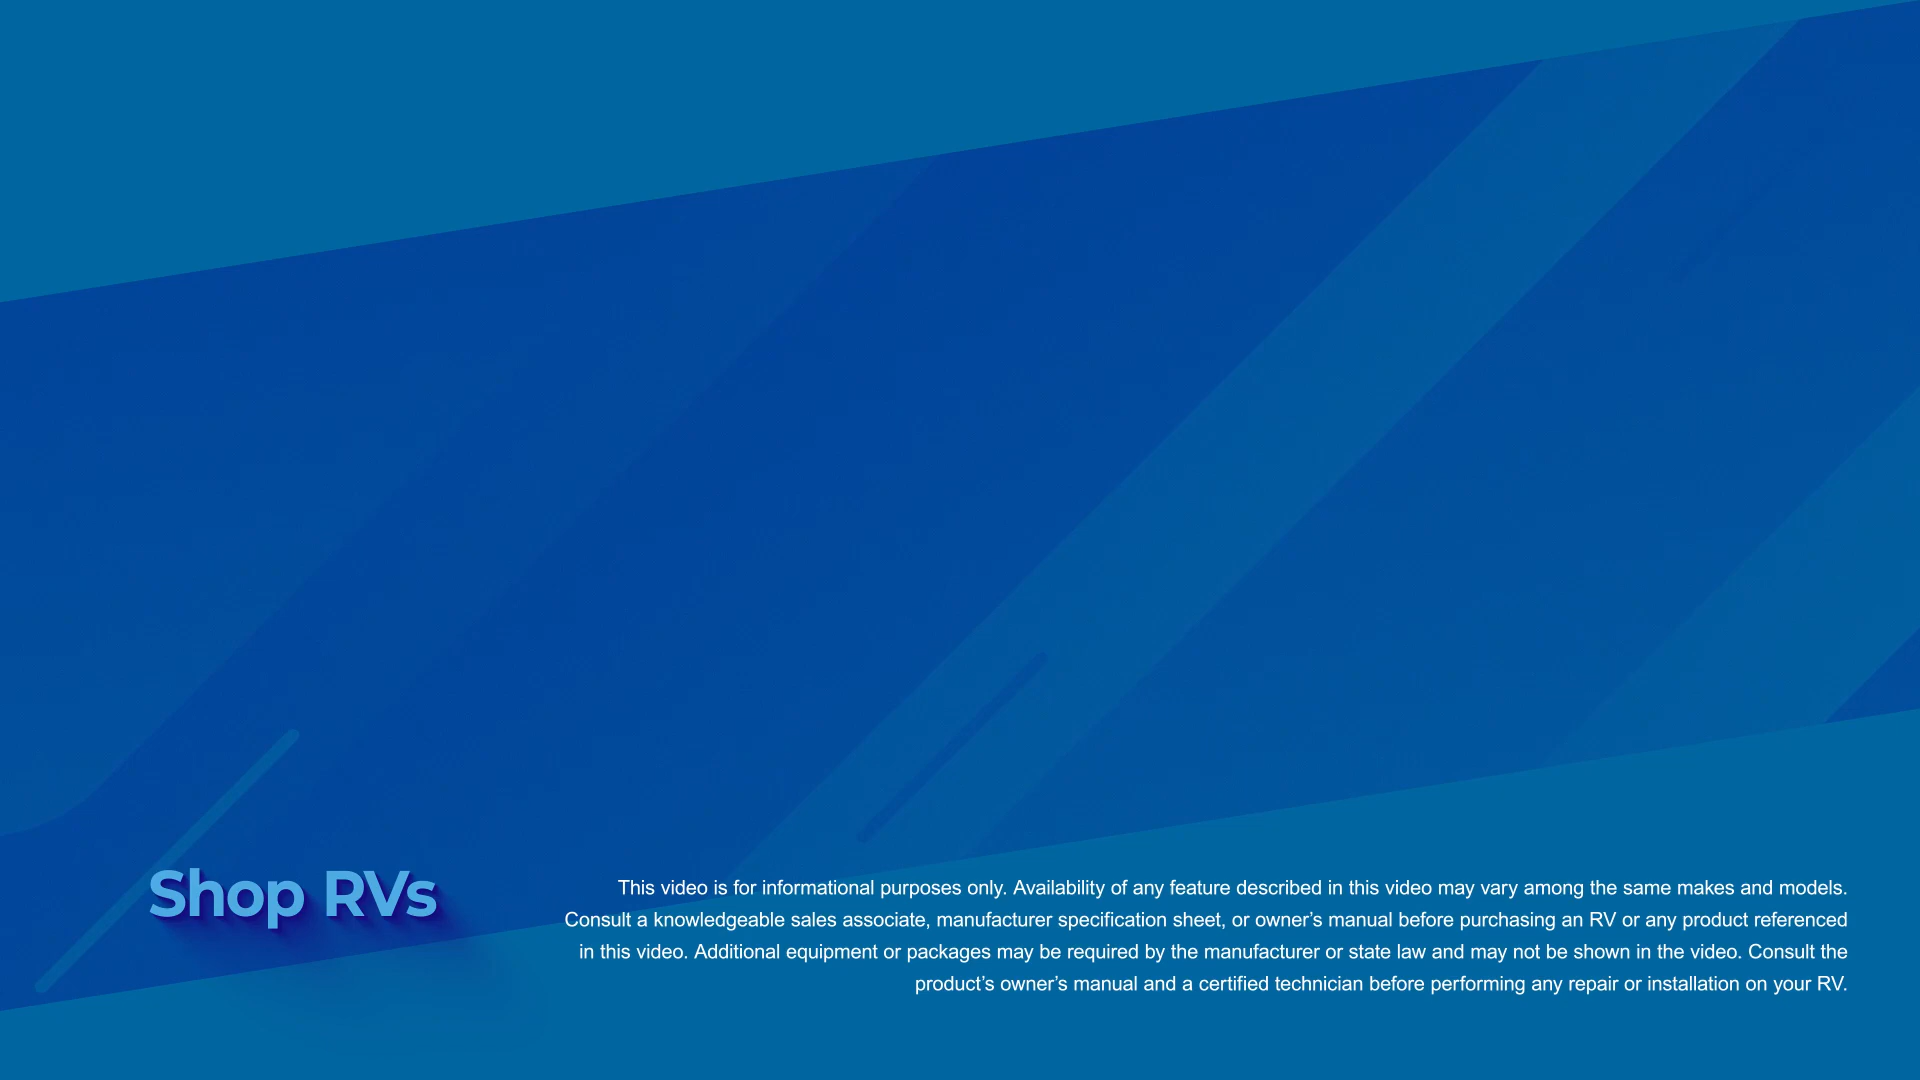 Shop RVs
This video is for informational purposes only. Availability of any feature described in this video may vary among the same makes and models.
Consult a knowledgeable sales associate, manufacturer specification sheet, or owner’s manual before purchasing an RV or any product referenced
in this video. Additional equipment or packages may be required by the manufacturer or state law and may not be shown in the video. Consult the
product’s owner’s manual and a certified technician before performing any repair or installation on your RV.